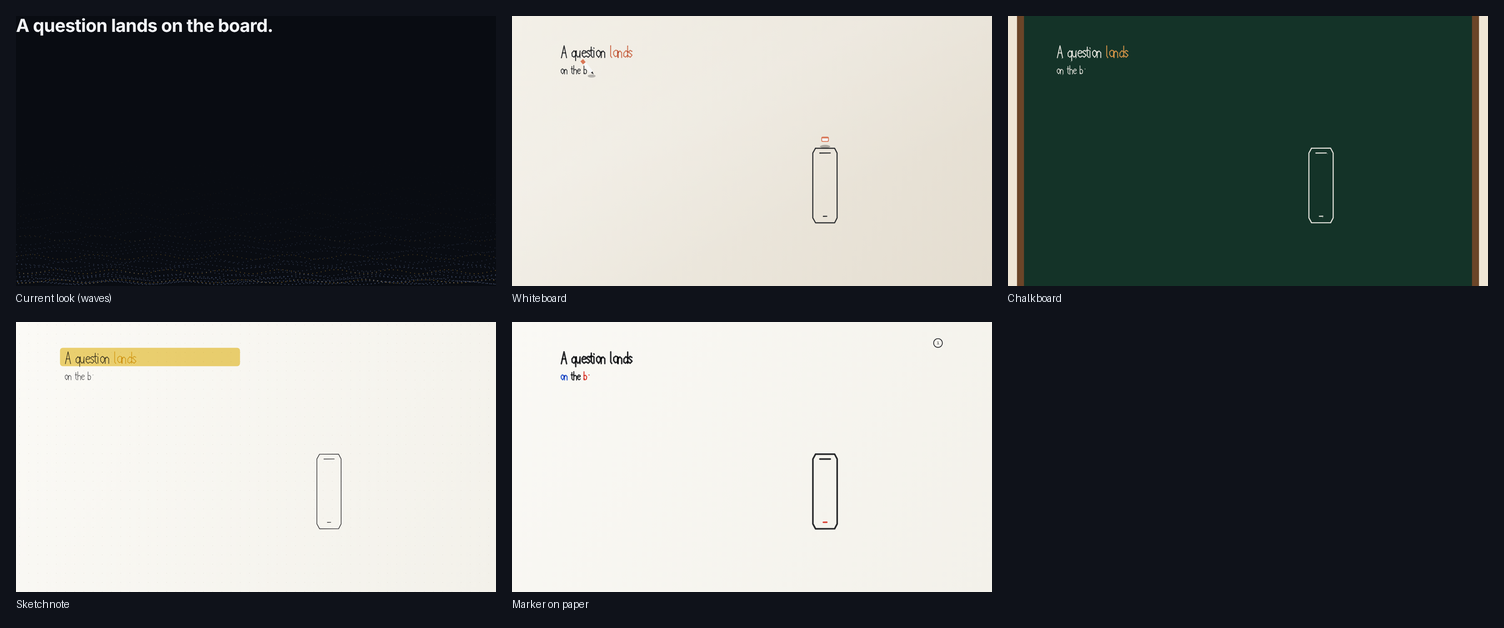 A question lands on the board.
Current look (waves)
A question lands
on the b
Whiteboard
A question lands
on the b
Chalkboard
A question lands
on the b
Sketchnote
A question lands
on the b
Marker on paper